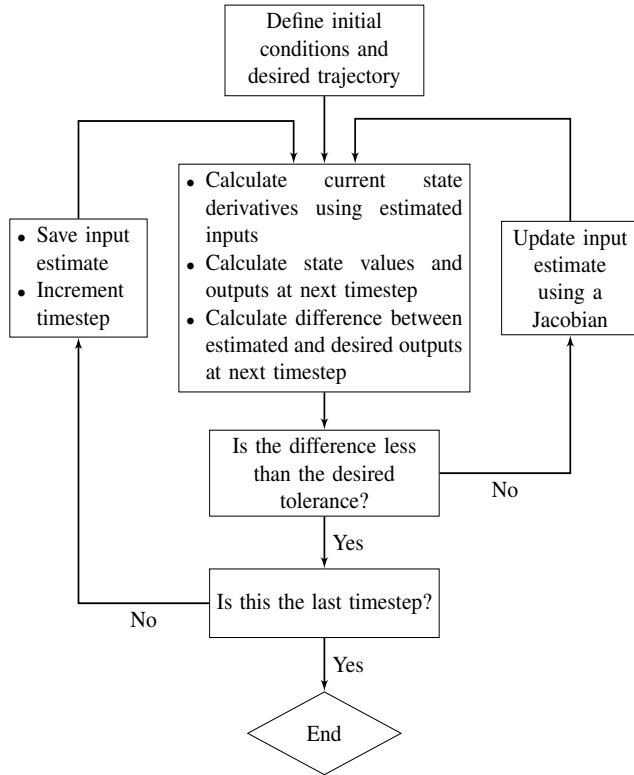 Define initial
conditions and
desired trajectory
• Calculate current state
derivatives using estimated
inputs
• Calculate state values and
outputs at next timestep
• Calculate difference between
estimated and desired outputs
at next timestep
• Save input
estimate
• Increment
timestep
Update input
estimate
using a
Jacobian
Is the difference less
than the desired
tolerance?
No
Yes
Is this the last timestep?
No
Yes
End